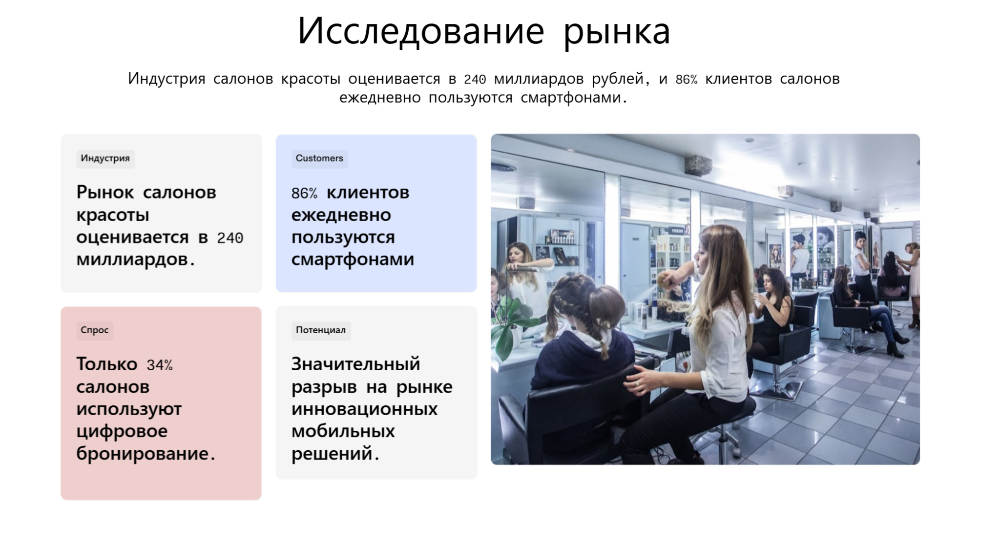 Исследование рынка
Индустрия салонов красоты оценивается в 240 миллиардов рублей, и 86% клиентов салонов
ежедневно пользуются смартфонами.
Индустрия
Рынок салонов
красоты
оценивается в 240
миллиардов.
Customers
86% клиентов
ежедневно
пользуются
смартфонами
Спрос
Только 34%
салонов
используют
цифровое
бронирование.
Потенциал
Значительный
разрыв на рынке
инновационных
мобильных
решений.